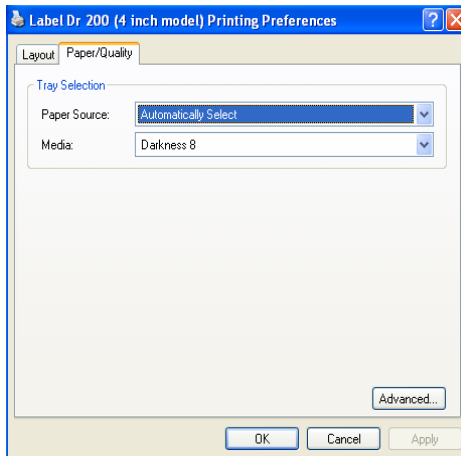 Label Dr 200 (4 inch model) Printing Preferences
Layout Paper/Quality
Tray Selection
Paper Source: Automatically Select
Media: Darkness 8
Advanced...
OK Cancel Apply